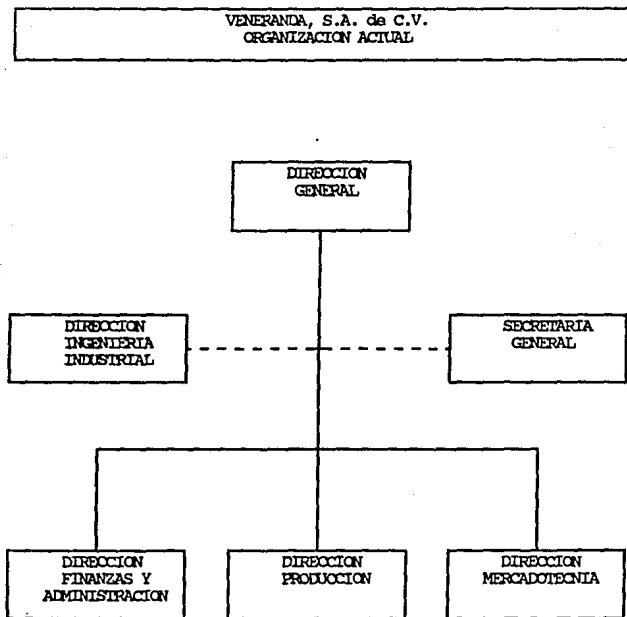 VENERANDA, S.A. de C.V.
ORGANIZACION ACTUAL
DIRECCION
GENERAL
DIRECCION
INGENIERIA
INDUSTRIAL
SECRETARIA
GENERAL
DIRECCION
FINANZAS Y
ADMINISTRACION
DIRECCION
PRODUCCION
DIRECCION
MERCADOTECNIA